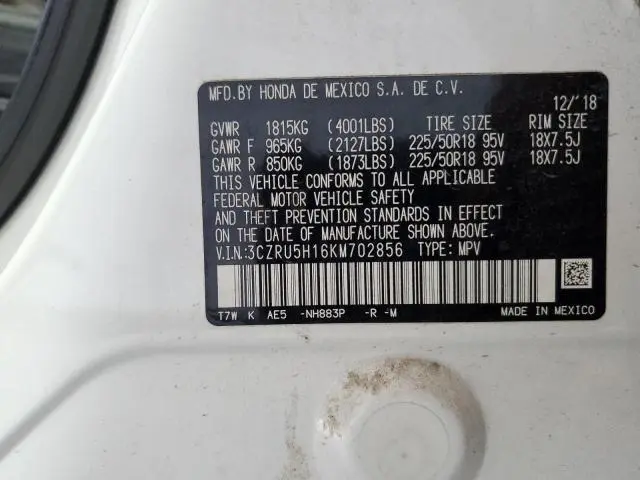 MFD. BY HONDA DE MEXICO S.A. DE C.V.
12/'18
GVWR 1815KG (4001LBS) TIRE SIZE RIM SIZE
GAWR F 965KG (2127LBS) 225/50R18 95V 18X7.5J
GAWR R 850KG (1873LBS) 225/50R18 95V 18X7.5J
THIS VEHICLE CONFORMS TO ALL APPLICABLE
FEDERAL MOTOR VEHICLE SAFETY
AND THEFT PREVENTION STANDARDS IN EFFECT
ON THE DATE OF MANUFACTURE SHOWN ABOVE.
V.I.N.:3CZRU5H16KM702856 TYPE: MPV
T7W K AE5 -NH883P -R -M MADE IN MEXICO